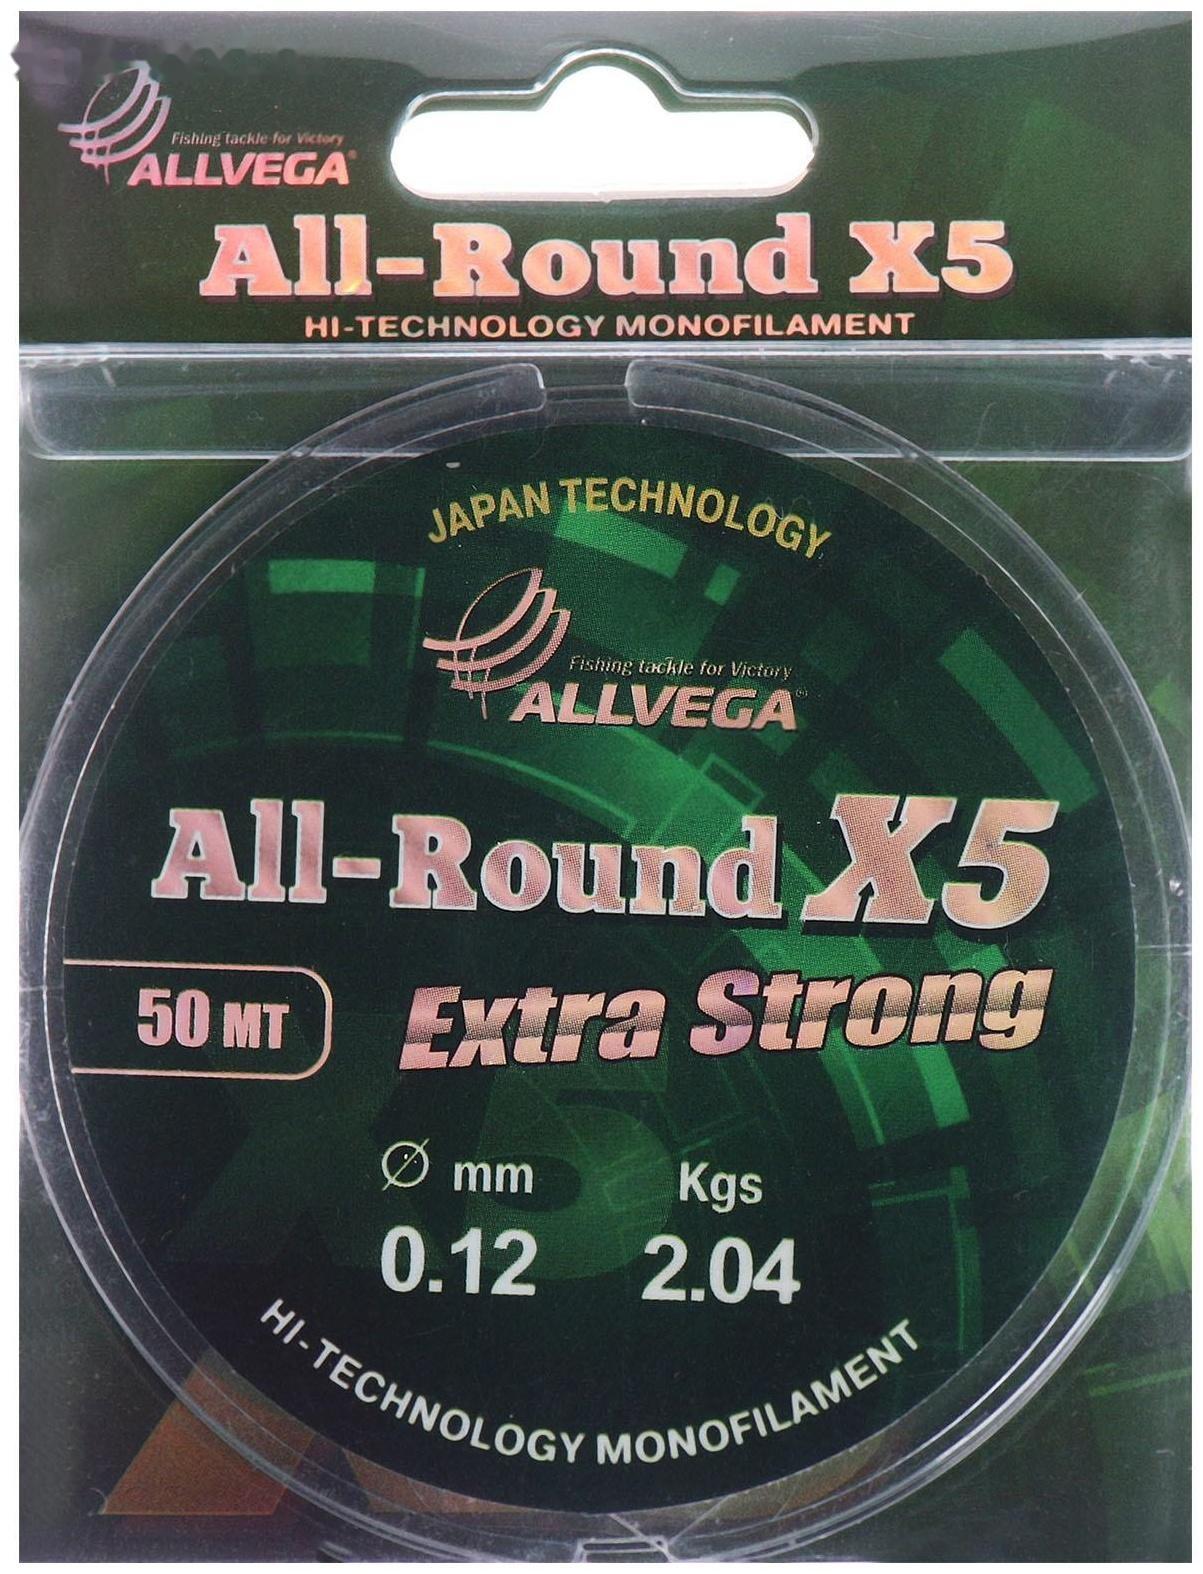 Fishing tackle for Victory
ALLVEGA®
All-Round X5
HI-TECHNOLOGY MONOFILAMENT
JAPAN TECHNOLOGY
Fishing tackle for Victory
ALLVEGA®
All-Round X5
50 MT
Extra Strong
Ø mm Kgs
0.12 2.04
HI-TECHNOLOGY MONOFILAMENT